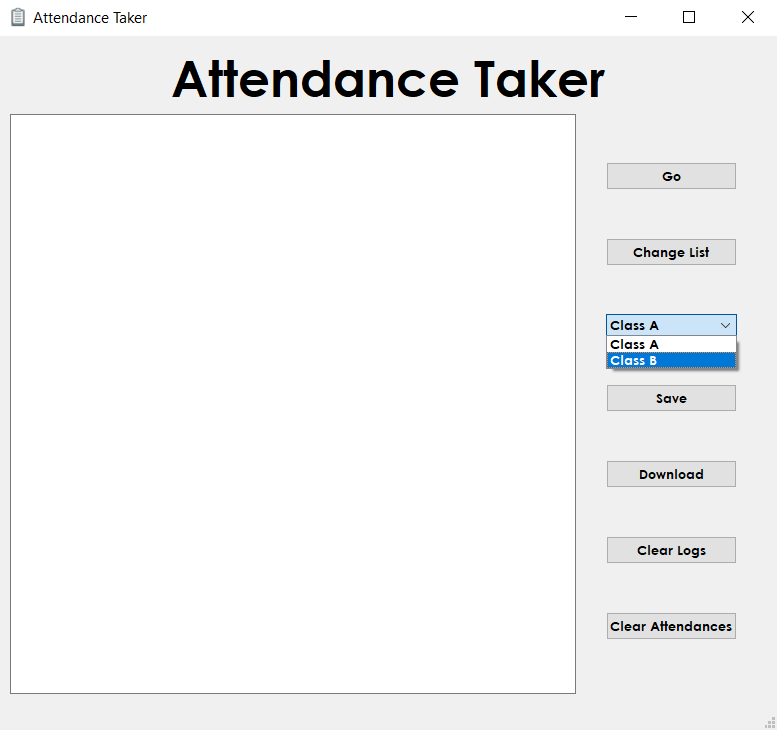 Attendance Taker
Attendance Taker
Go
Change List
Class A
Class A
Class B
Save
Download
Clear Logs
Clear Attendances